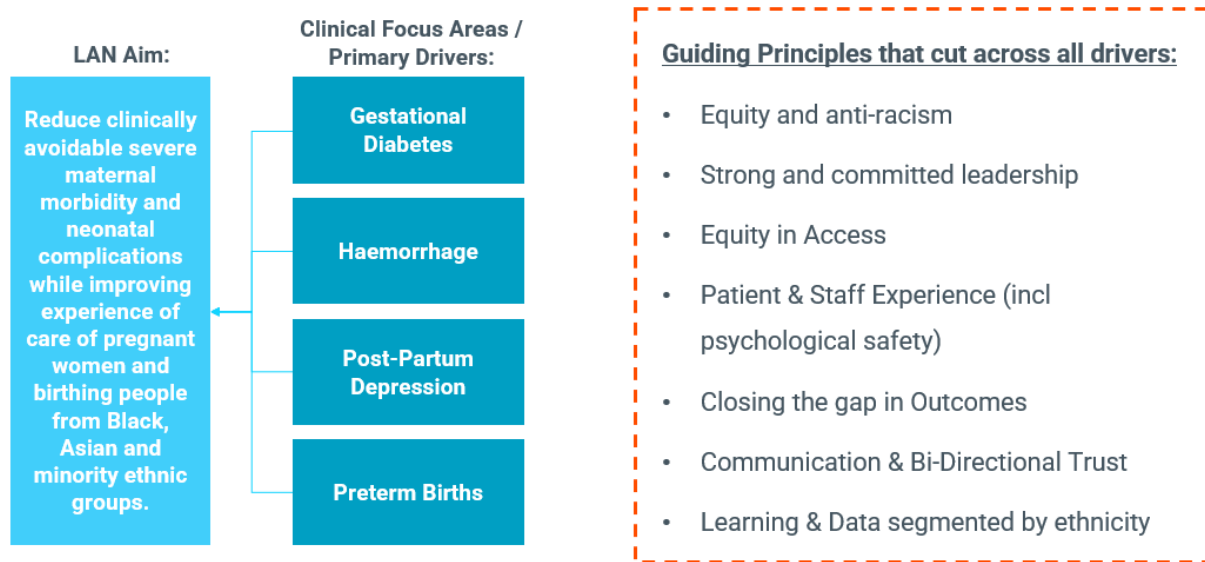 LAN Aim:
Reduce clinically
avoidable severe
maternal
morbidity and
neonatal
complications
while improving
experience of
care of pregnant
women and
birthing people
from Black,
Asian and
minority ethnic
groups.
Clinical Focus Areas /
Primary Drivers:
Gestational
Diabetes
Haemorrhage
Post-Partum
Depression
Preterm Births
Guiding Principles that cut across all drivers:
• Equity and anti-racism
• Strong and committed leadership
• Equity in Access
• Patient & Staff Experience (incl
psychological safety)
• Closing the gap in Outcomes
• Communication & Bi-Directional Trust
• Learning & Data segmented by ethnicity